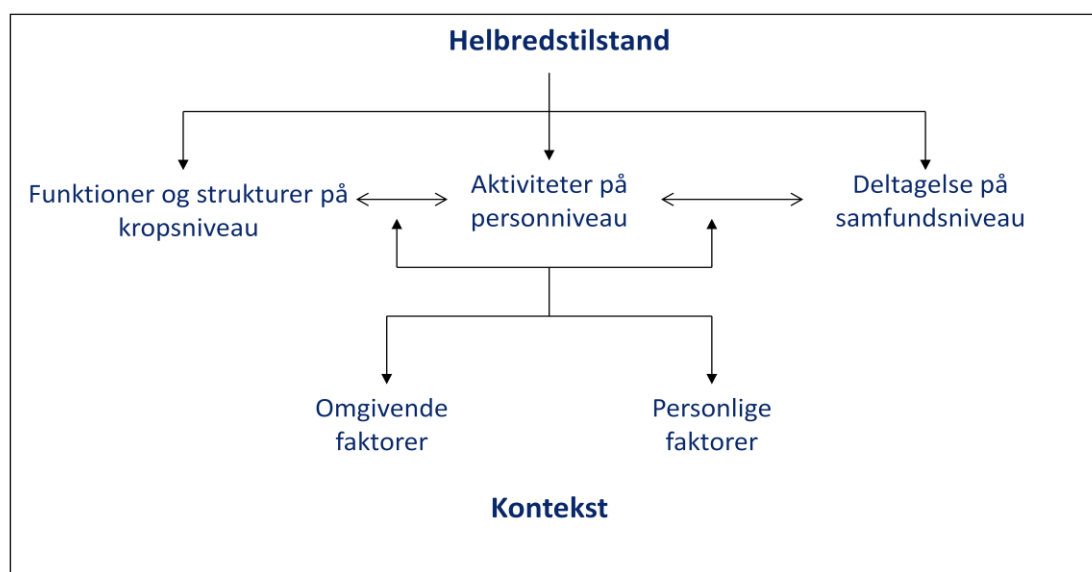 Helbredstilstand
Funktioner og strukturer på
kropsniveau
Aktiviteter på
personniveau
Deltagelse på
samfundsniveau
Omgivende
faktorer
Personlige
faktorer
Kontekst